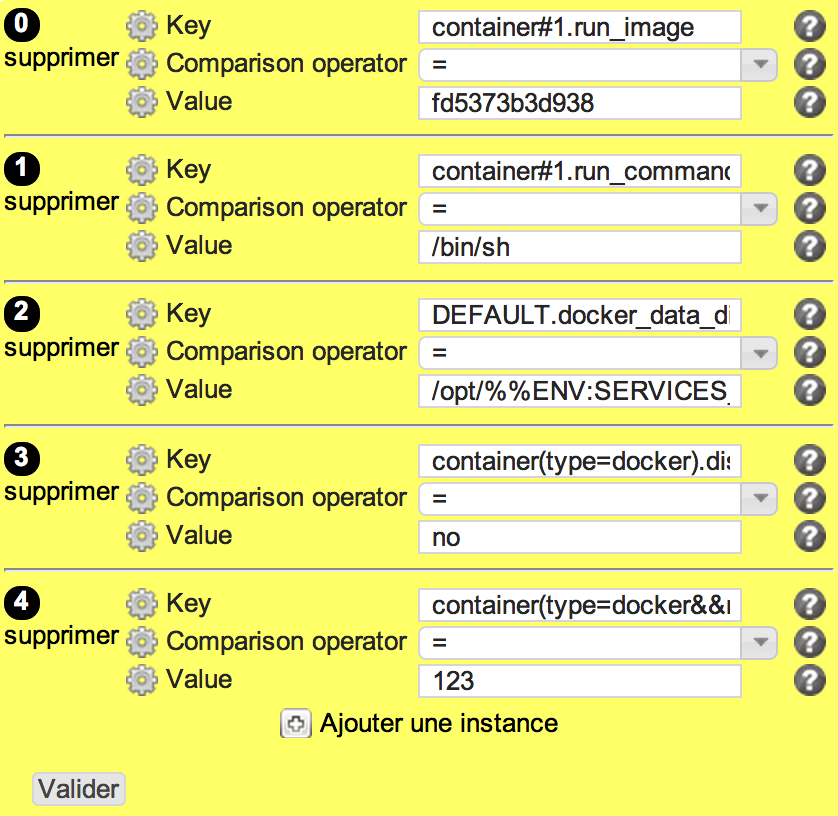 0 Key container#1.run_image ?
supprimer Comparison operator = ?
Value fd5373b3d938 ?
1 Key container#1.run_command ?
supprimer Comparison operator = ?
Value /bin/sh ?
2 Key DEFAULT.docker_data_di ?
supprimer Comparison operator = ?
Value /opt/%%ENV:SERVICES_ ?
3 Key container(type=docker).dis ?
supprimer Comparison operator = ?
Value no ?
4 Key container(type=docker&& ?
supprimer Comparison operator = ?
Value 123 ?
Ajouter une instance
Valider